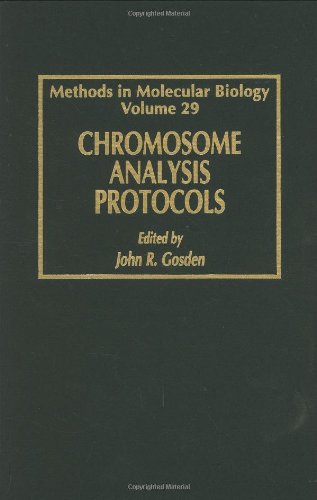 Methods in Molecular Biology
Volume 29
CHROMOSOME
ANALYSIS
PROTOCOLS
Edited by
John R. Gosden